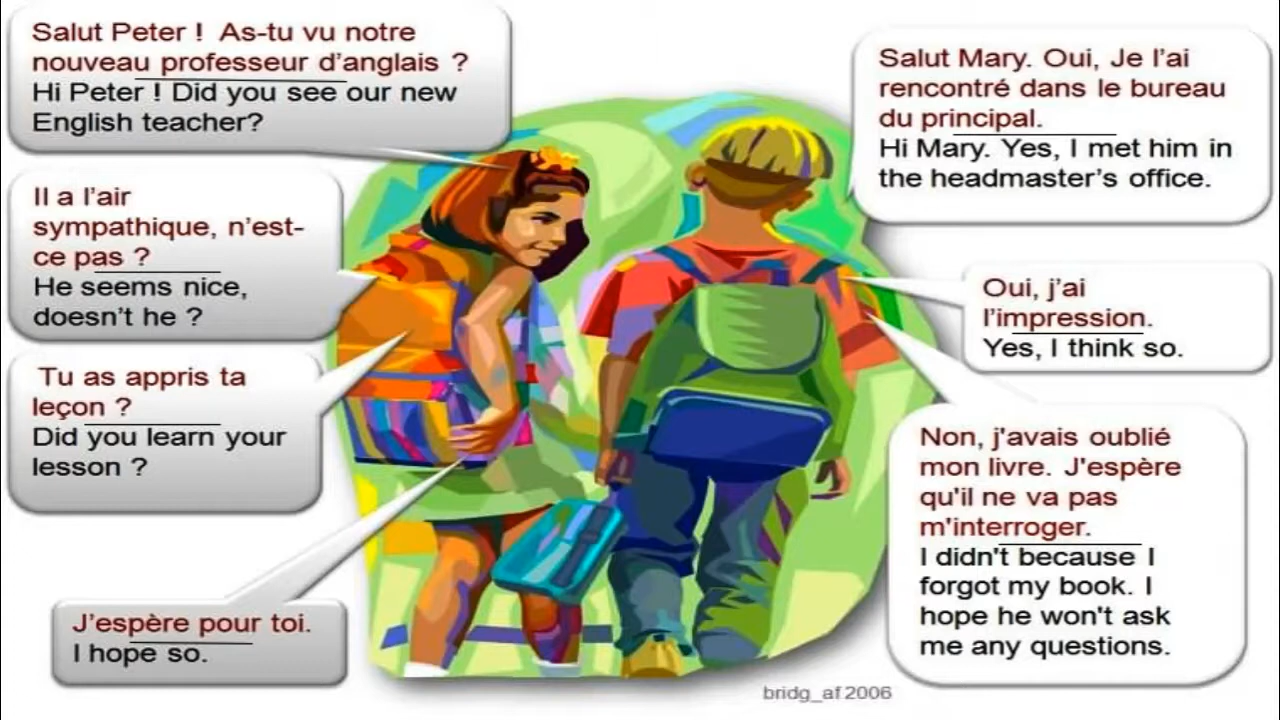 Salut Peter ! As-tu vu notre
nouveau professeur d'anglais ?
Hi Peter ! Did you see our new
English teacher?
Salut Mary. Oui, Je l'ai
rencontré dans le bureau
du principal.
Hi Mary. Yes, I met him in
the headmaster's office.
Il a l'air
sympathique, n'est-
ce pas ?
He seems nice,
doesn't he ?
Oui, j'ai
l'impression.
Yes, I think so.
Tu as appris ta
leçon ?
Did you learn your
lesson ?
Non, j'avais oublié
mon livre. J'espère
qu'il ne va pas
m'interroger.
I didn't because I
forgot my book. I
hope he won't ask
me any questions.
J'espère pour toi.
I hope so.
bridg_af 2006